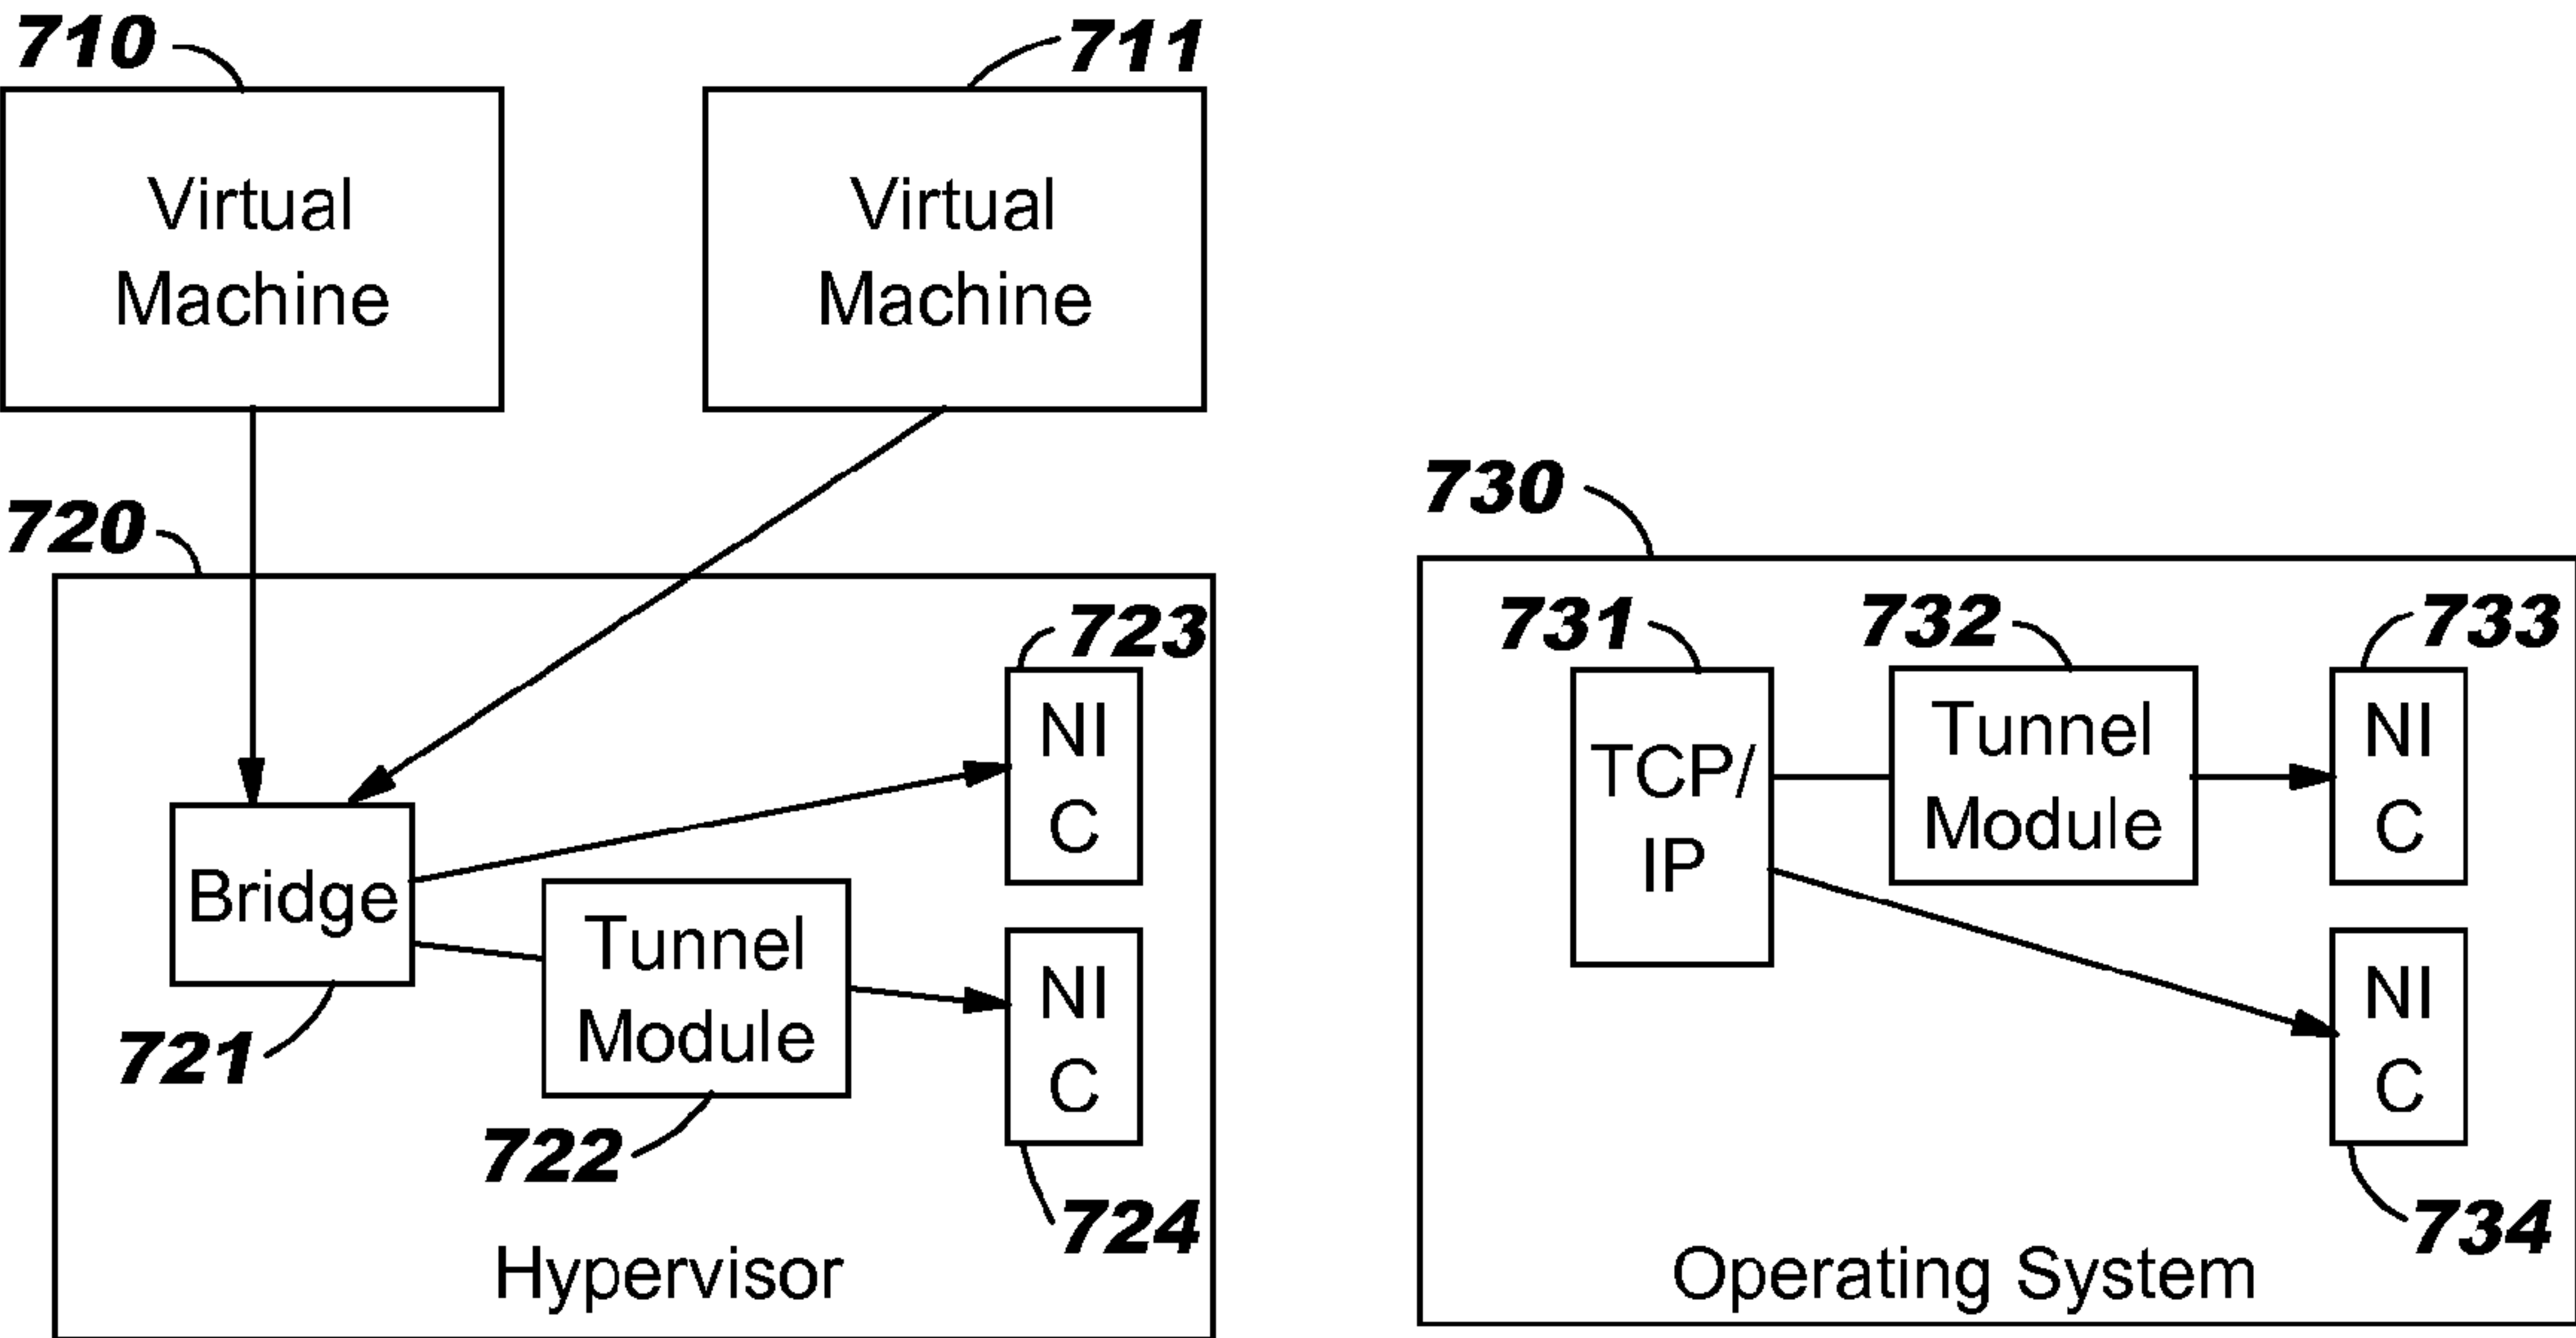 710
711
Virtual
Machine
Virtual
Machine
720
730
723
731
732
733
NI
C
TCP/
IP
Tunnel
Module
NI
C
Bridge
Tunnel
Module
NI
C
NI
C
721
722
724
734
Hypervisor
Operating System